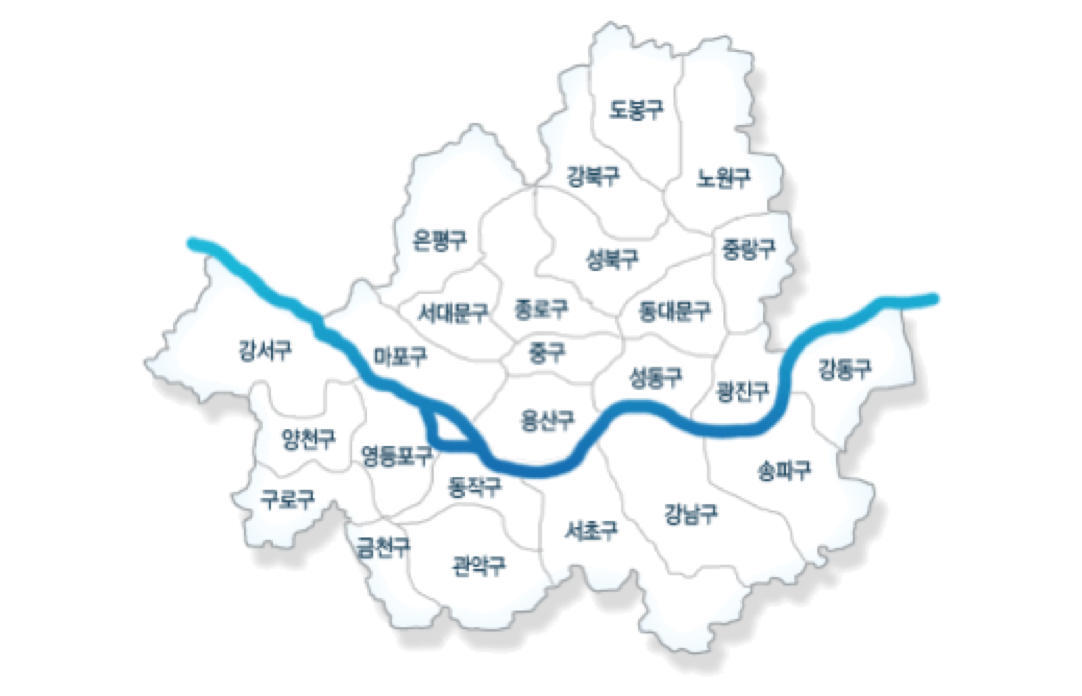 도봉구
강북구
노원구
은평구
성북구
중랑구
서대문구
종로구
동대문구
강서구
마포구
중구
성동구
광진구
강동구
양천구
영등포구
용산구
구로구
동작구
송파구
금천구
관악구
서초구
강남구